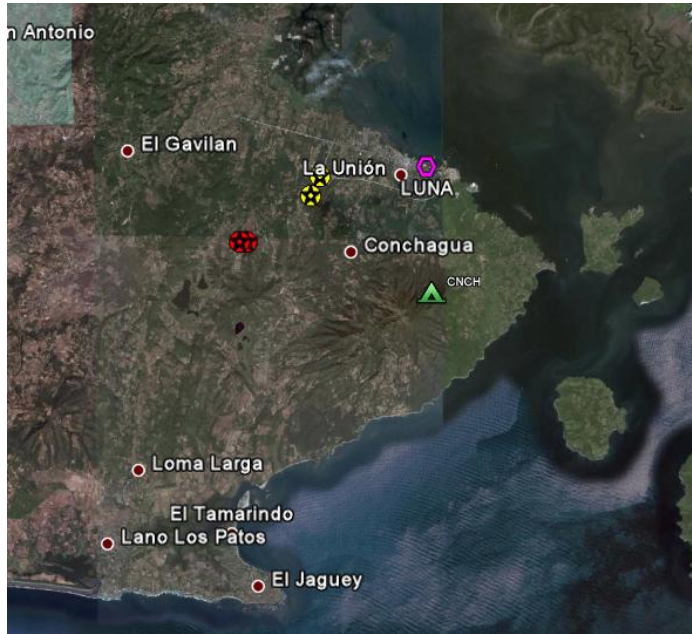 n Antonio
El Gavilan
La Unión
LUNA
Conchagua
CNCH
Loma Larga
El Tamarindo
Lano Los Patos
El Jaguey